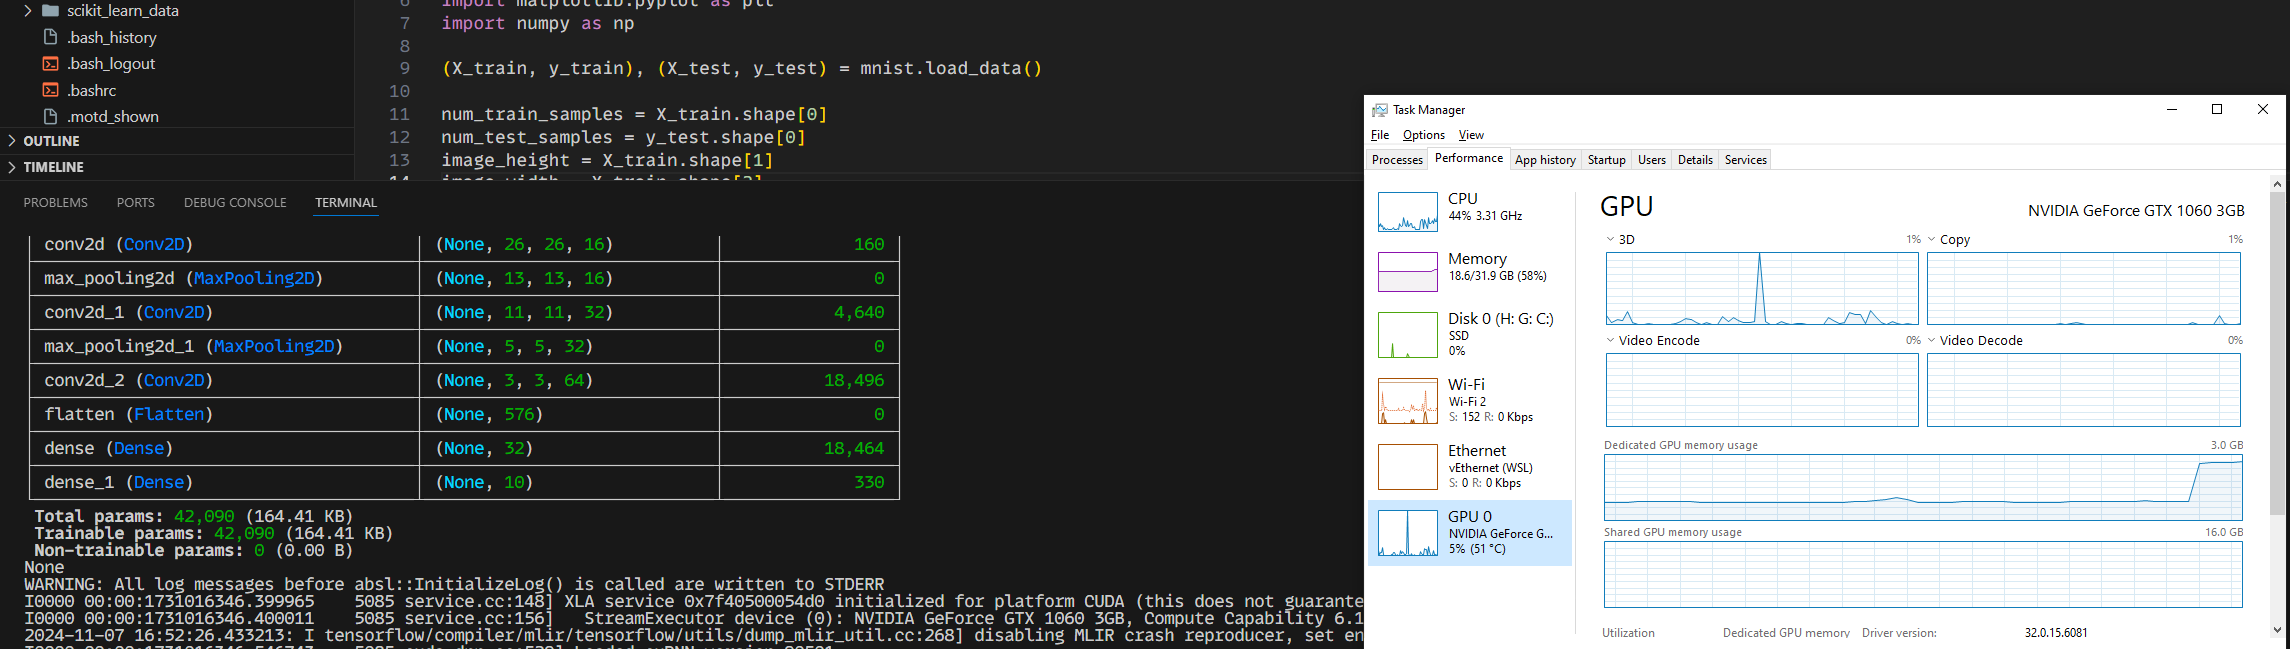 scikit_learn_data
.bash_history
.bash_logout
.bashrc
.motd_shown
OUTLINE
TIMELINE
6 import matplotlib.pyplot as plt
7 import numpy as np
8
9 (X_train, y_train), (X_test, y_test) = mnist.load_data()
10
11 num_train_samples = X_train.shape[0]
12 num_test_samples = y_test.shape[0]
13 image_height = X_train.shape[1]
14 image_width = X_train.shape[2]
PROBLEMS PORTS DEBUG CONSOLE TERMINAL
conv2d (Conv2D) (None, 26, 26, 16) 160
max_pooling2d (MaxPooling2D) (None, 13, 13, 16) 0
conv2d_1 (Conv2D) (None, 11, 11, 32) 4,640
max_pooling2d_1 (MaxPooling2D) (None, 5, 5, 32) 0
conv2d_2 (Conv2D) (None, 3, 3, 64) 18,496
flatten (Flatten) (None, 576) 0
dense (Dense) (None, 32) 18,464
dense_1 (Dense) (None, 10) 330
Total params: 42,090 (164.41 KB)
Trainable params: 42,090 (164.41 KB)
Non-trainable params: 0 (0.00 B)
None
WARNING: All log messages before absl::InitializeLog() is called are written to STDERR
I0000 00:00:1731016346.399965 5085 service.cc:148] XLA service 0x7f40500054d0 initialized for platform CUDA (this does not guarante
I0000 00:00:1731016346.400011 5085 service.cc:156] StreamExecutor device (0): NVIDIA GeForce GTX 1060 3GB, Compute Capability 6.1
2024-11-07 16:52:26.433213: I tensorflow/compiler/mlir/tensorflow/utils/dump_mlir_util.cc:268] disabling MLIR crash reproducer, set en
Task Manager
File Options View
Processes Performance App history Startup Users Details Services
CPU
44% 3.31 GHz
Memory
18.6/31.9 GB (58%)
Disk 0 (H: G: C:)
SSD
0%
Wi-Fi
Wi-Fi 2
S: 152 R: 0 Kbps
Ethernet
vEthernet (WSL)
S: 0 R: 0 Kbps
GPU 0
NVIDIA GeForce G...
5% (51 °C)
GPU NVIDIA GeForce GTX 1060 3GB
3D 1% Copy 1%
Video Encode 0% Video Decode 0%
Dedicated GPU memory usage 3.0 GB
Shared GPU memory usage 16.0 GB
Utilization Dedicated GPU memory Driver version: 32.0.15.6081